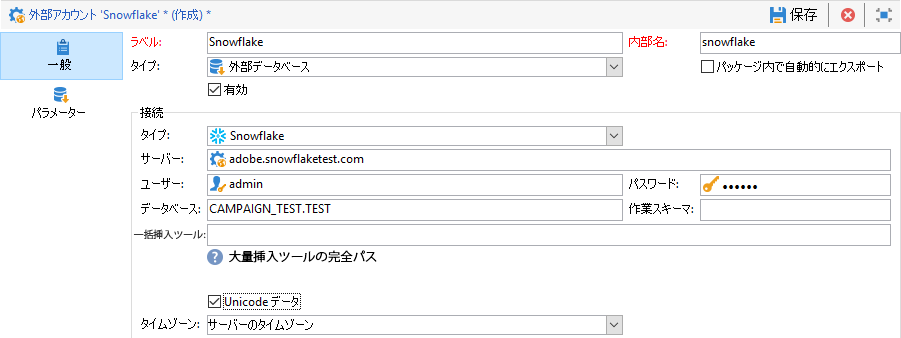 外部アカウント 'Snowflake' * (作成) *
保存
一般
パラメーター
ラベル: Snowflake 内部名: snowflake
タイプ: 外部データベース パッケージ内で自動的にエクスポート
有効
接続
タイプ: Snowflake
サーバー: adobe.snowflaketest.com
ユーザー: admin パスワード: ••••••
データベース: CAMPAIGN_TEST.TEST 作業スキーマ:
一括挿入ツール:
大量挿入ツールの完全パス
Unicodeデータ
タイムゾーン: サーバーのタイムゾーン